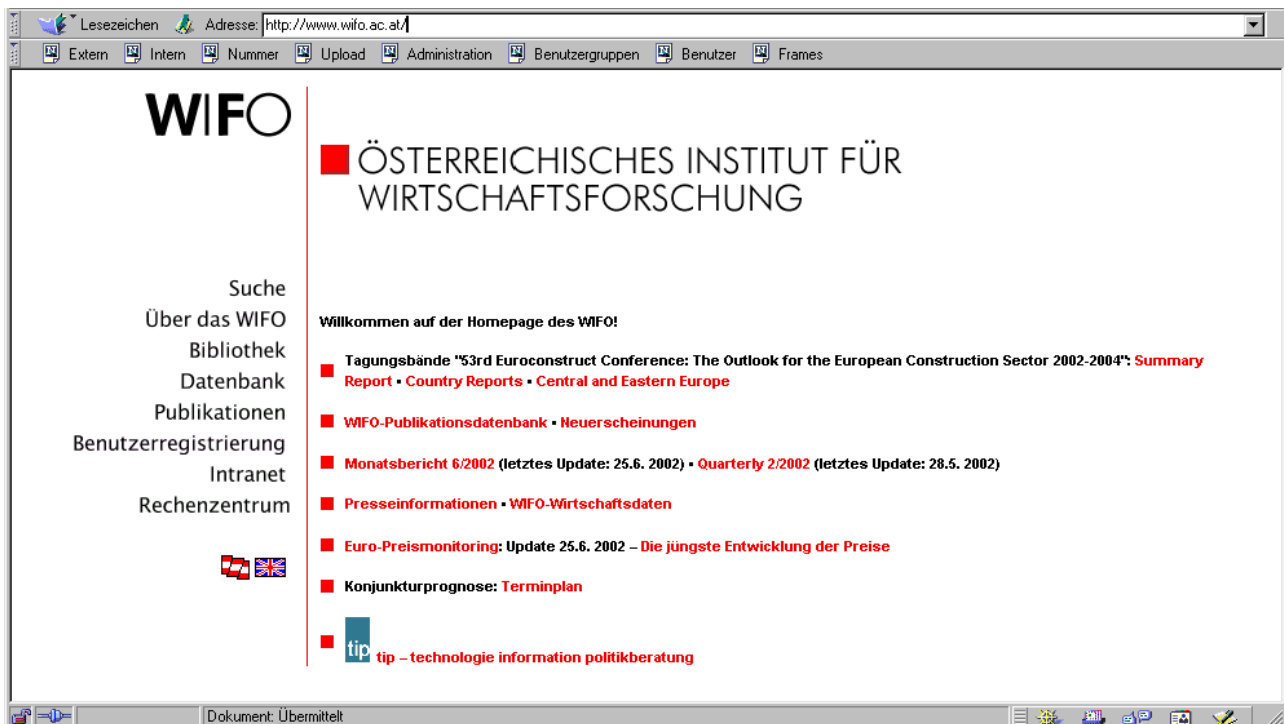 Lesezeichen Adresse: http://www.wifo.ac.at/
Extern Intern Nummer Upload Administration Benutzergruppen Benutzer Frames
WIFO
ÖSTERREICHISCHES INSTITUT FÜR
WIRTSCHAFTSFORSCHUNG
Suche
Über das WIFO
Bibliothek
Datenbank
Publikationen
Benutzerregistrierung
Intranet
Rechenzentrum
Willkommen auf der Homepage des WIFO!
Tagungsbände "53rd Euroconstruct Conference: The Outlook for the European Construction Sector 2002-2004": Summary
Report ▪ Country Reports ▪ Central and Eastern Europe
WIFO-Publikationsdatenbank ▪ Neuerscheinungen
Monatsbericht 6/2002 (letztes Update: 25.6. 2002) ▪ Quarterly 2/2002 (letztes Update: 28.5. 2002)
Presseinformationen ▪ WIFO-Wirtschaftsdaten
Euro-Preismonitoring: Update 25.6. 2002 – Die jüngste Entwicklung der Preise
Konjunkturprognose: Terminplan
tip tip – technologie information politikberatung
Dokument: Übermittelt